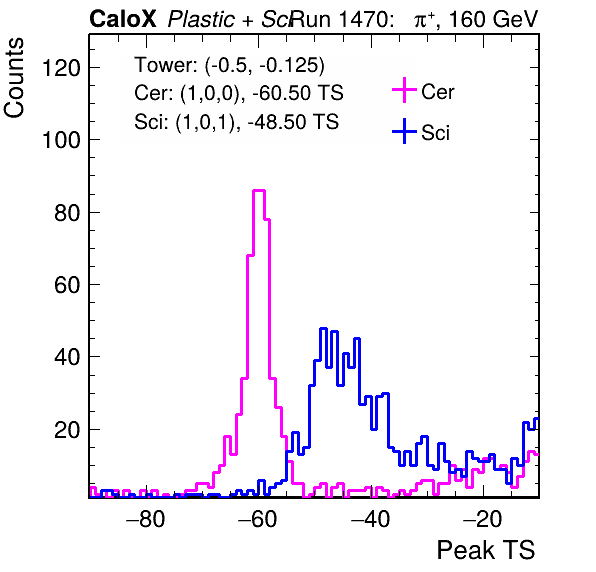 CaloX Plastic + Sci Run 1470: π⁺, 160 GeV
Counts
Tower: (-0.5, -0.125)
Cer: (1,0,0), -60.50 TS
Sci: (1,0,1), -48.50 TS
Cer
Sci
120
100
80
60
40
20
−80 −60 −40 −20
Peak TS